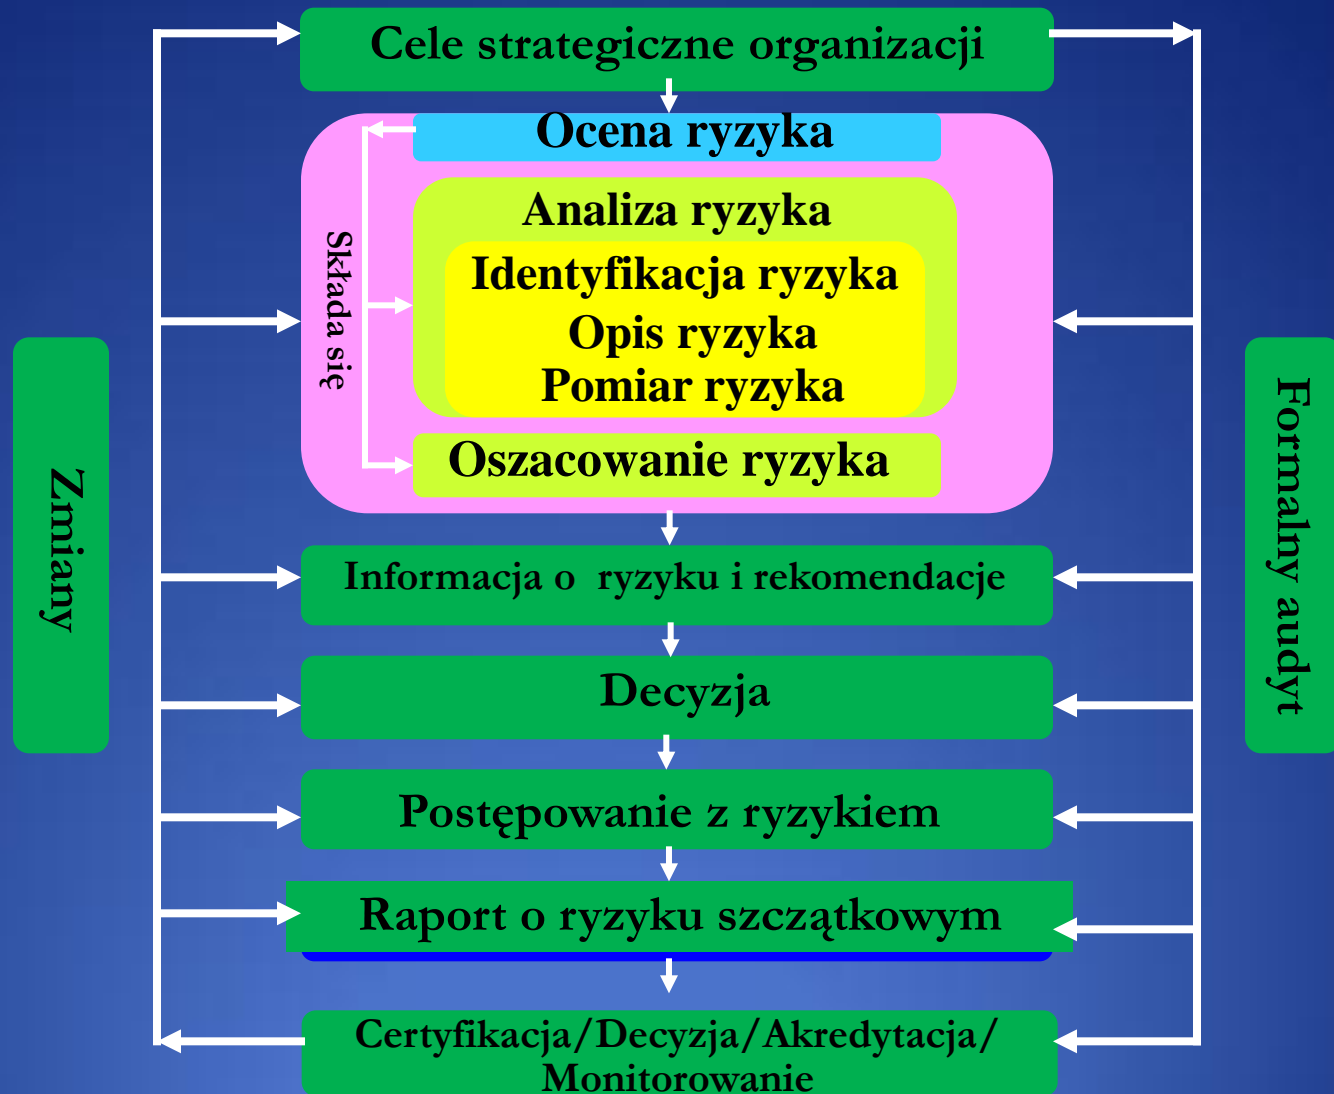 Cele strategiczne organizacji
Ocena ryzyka
Składa się
Analiza ryzyka
Identyfikacja ryzyka
Opis ryzyka
Pomiar ryzyka
Oszacowanie ryzyka
Zmiany
Formalny audyt
Informacja o ryzyku i rekomendacje
Decyzja
Postępowanie z ryzykiem
Raport o ryzyku szczątkowym
Certyfikacja/Decyzja/Akredytacja/
Monitorowanie